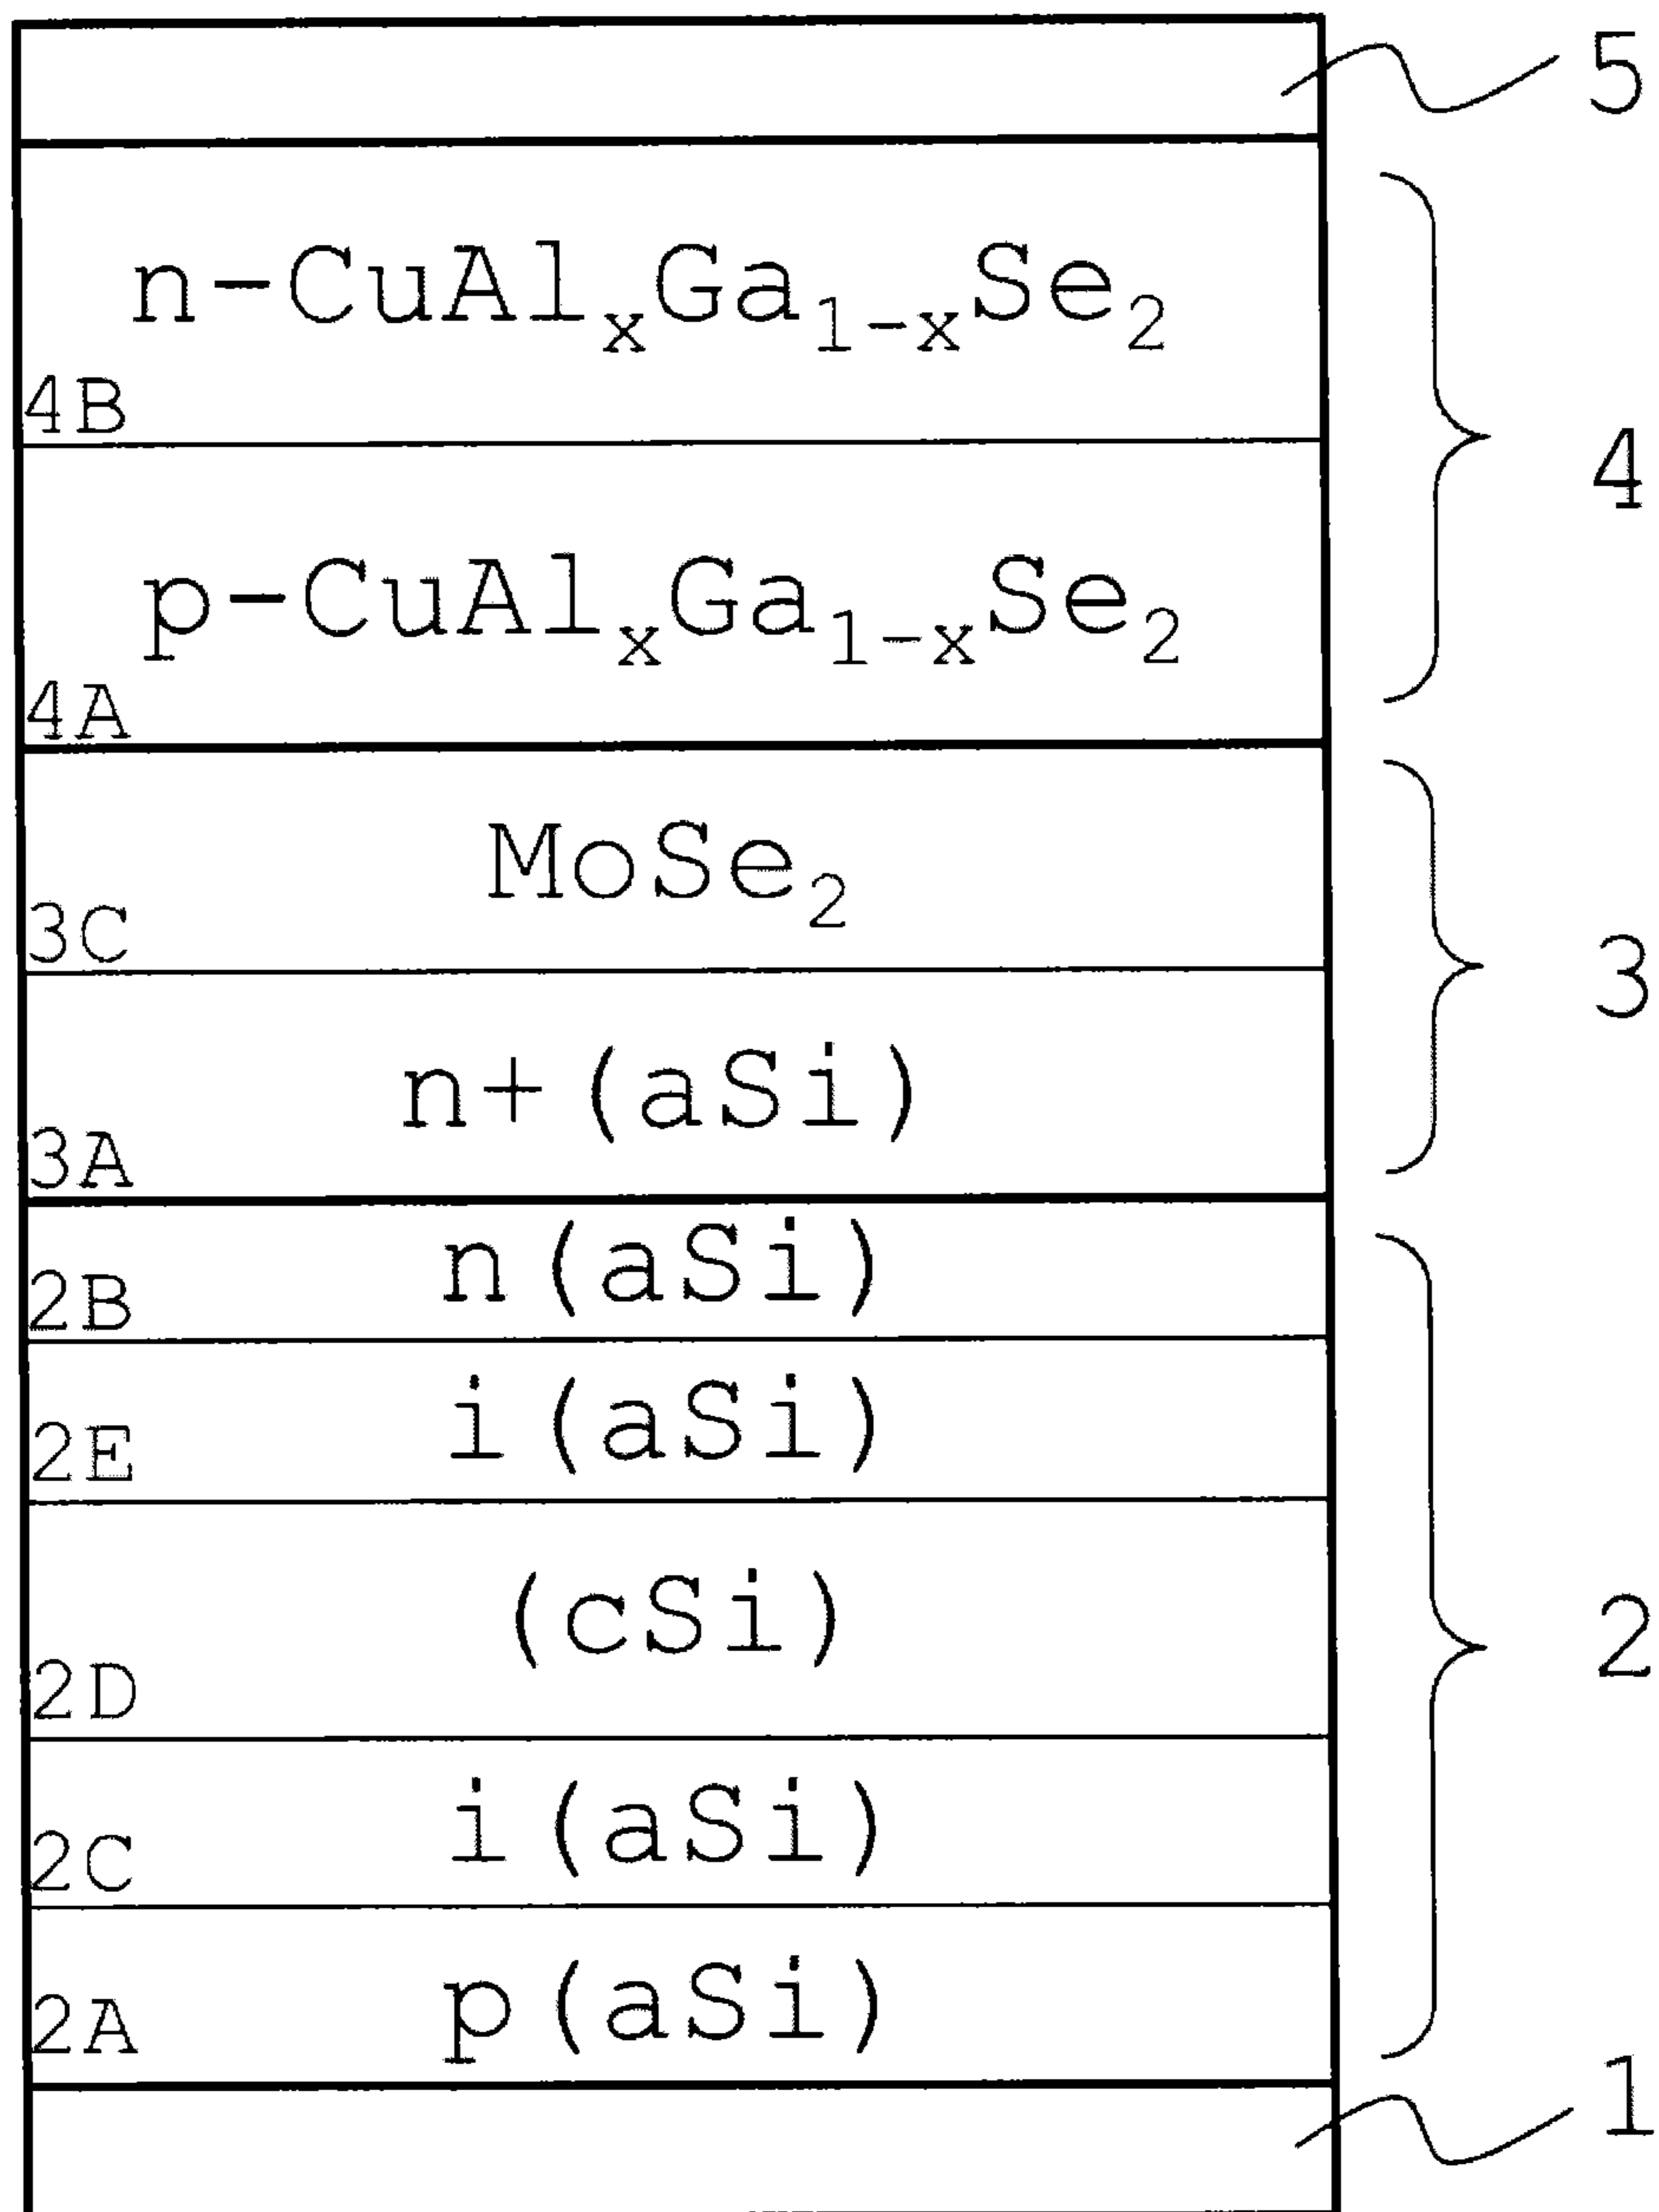 5
n-CuAlₓGa₁₋ₓSe₂
4B
4
p-CuAlₓGa₁₋ₓSe₂
4A
MoSe₂
3C
3
n+(aSi)
3A
n(aSi)
2B
i(aSi)
2E
(cSi)
2D
2
i(aSi)
2C
p(aSi)
2A
1